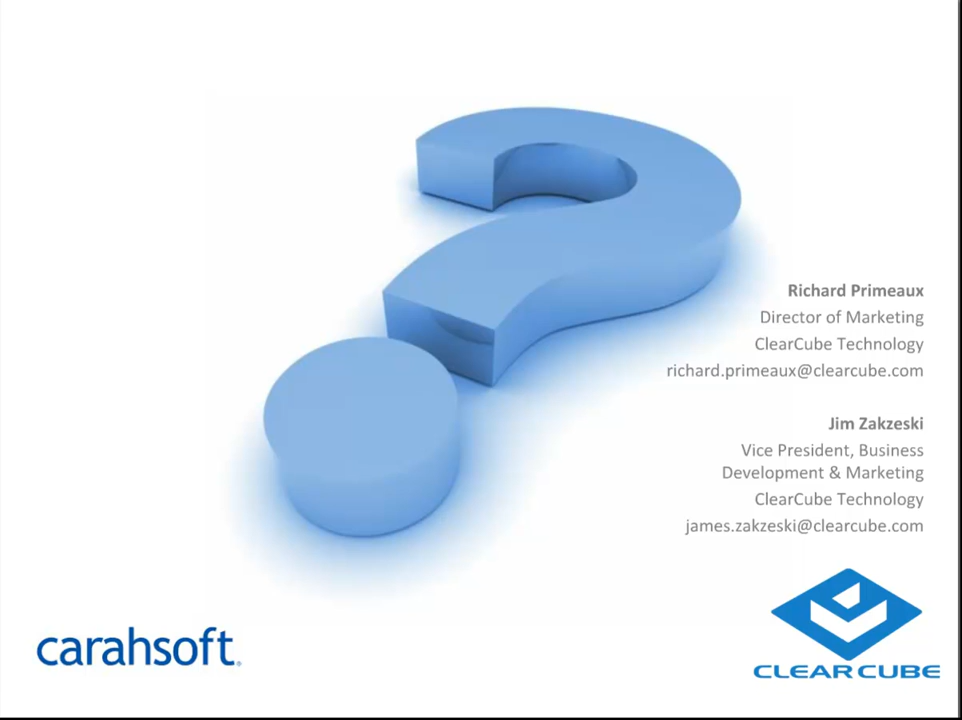 Richard Primeaux
Director of Marketing
ClearCube Technology
richard.primeaux@clearcube.com
Jim Zakzeski
Vice President, Business
Development & Marketing
ClearCube Technology
james.zakzeski@clearcube.com
carahsoft.
CLEARCUBE